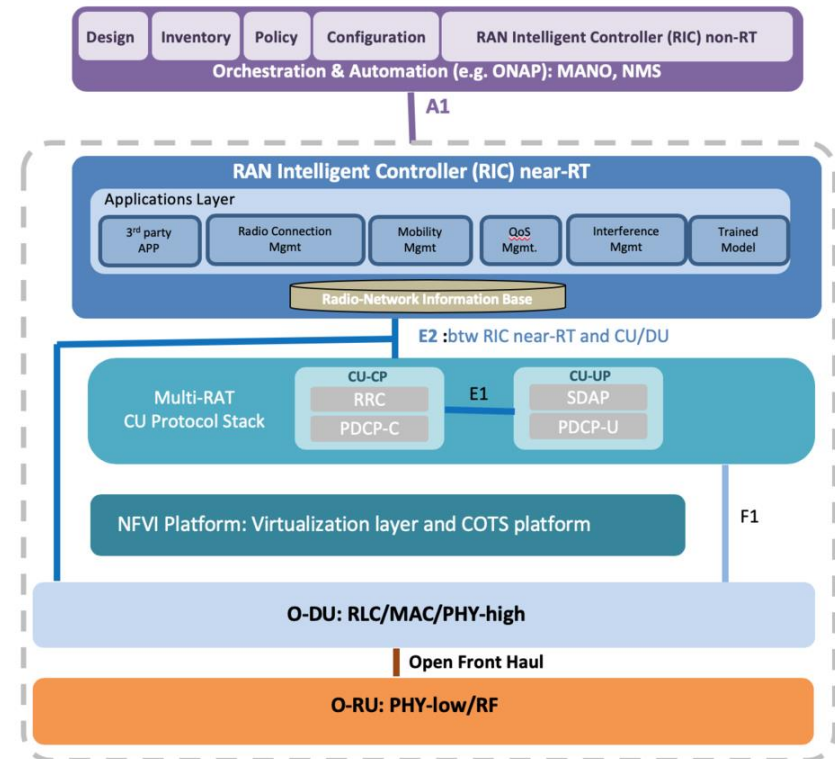 Design
Inventory
Policy
Configuration
RAN Intelligent Controller (RIC) non-RT
Orchestration & Automation (e.g. ONAP): MANO, NMS
A1
RAN Intelligent Controller (RIC) near-RT
Applications Layer
3rd party
APP
Radio Connection
Mgmt
Mobility
Mgmt
QoS
Mgmt.
Interference
Mgmt
Trained
Model
Radio-Network Information Base
E2 :btw RIC near-RT and CU/DU
Multi-RAT
CU Protocol Stack
CU-CP
RRC
PDCP-C
E1
CU-UP
SDAP
PDCP-U
NFVI Platform: Virtualization layer and COTS platform
F1
O-DU: RLC/MAC/PHY-high
Open Front Haul
O-RU: PHY-low/RF